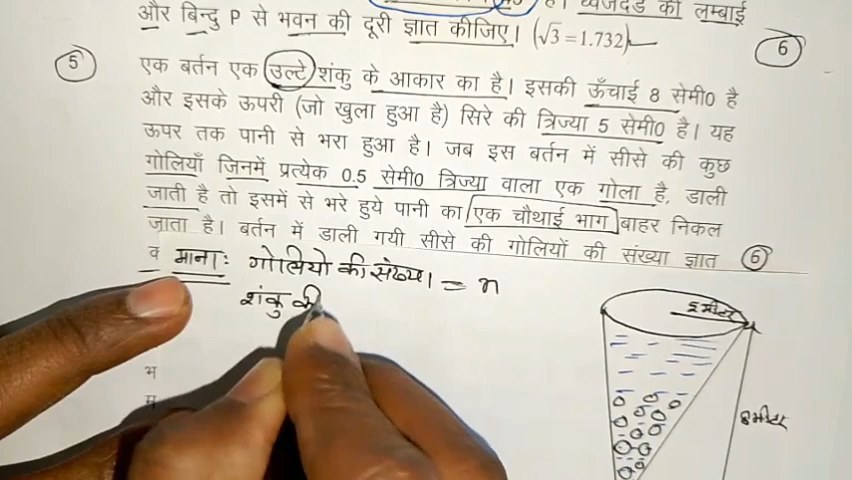 है। ध्वजदंड की लम्बाई
और बिन्दु P से भवन की दूरी ज्ञात कीजिए। (√3 = 1.732)
6
5 एक बर्तन एक उल्टे शंकु के आकार का है। इसकी ऊँचाई 8 सेमी0 है
और इसके ऊपरी (जो खुला हुआ है) सिरे की त्रिज्या 5 सेमी0 है। यह
ऊपर तक पानी से भरा हुआ है। जब इस बर्तन में सीसे की कुछ
गोलियाँ जिनमें प्रत्येक 0.5 सेमी0 त्रिज्या वाला एक गोला है, डाली
जाती है तो इसमें से भरे हुये पानी का एक चौथाई भाग बाहर निकल
जाता है। बर्तन में डाली गयी सीसे की गोलियों की संख्या ज्ञात 6
व माना: गोलियो की संख्या = n
शंकु की
5 मीटर
8 मीटर
भ